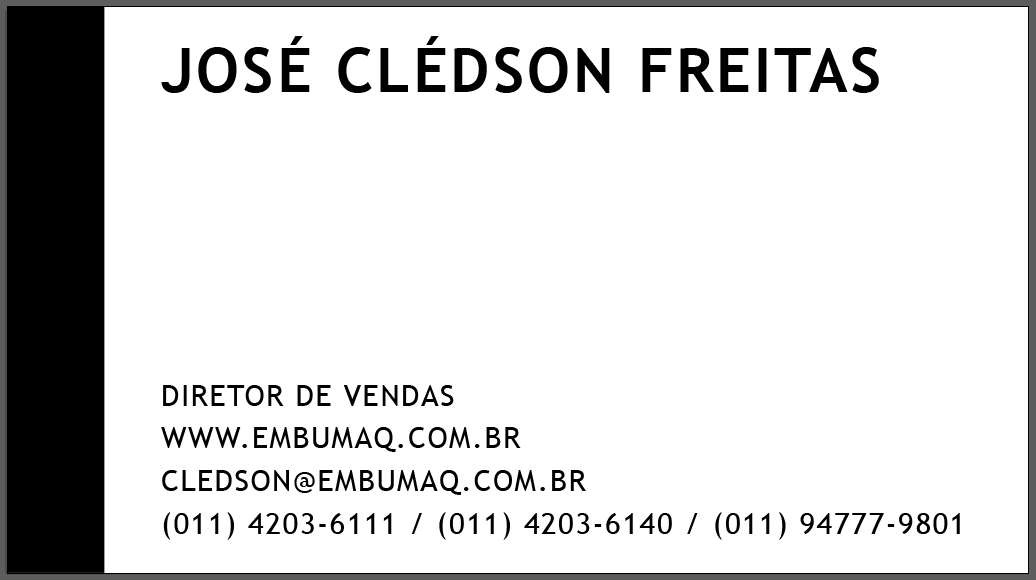 JOSÉ CLÉDSON FREITAS
DIRETOR DE VENDAS
WWW.EMBUMAQ.COM.BR
CLEDSON@EMBUMAQ.COM.BR
(011) 4203-6111 / (011) 4203-6140 / (011) 94777-9801